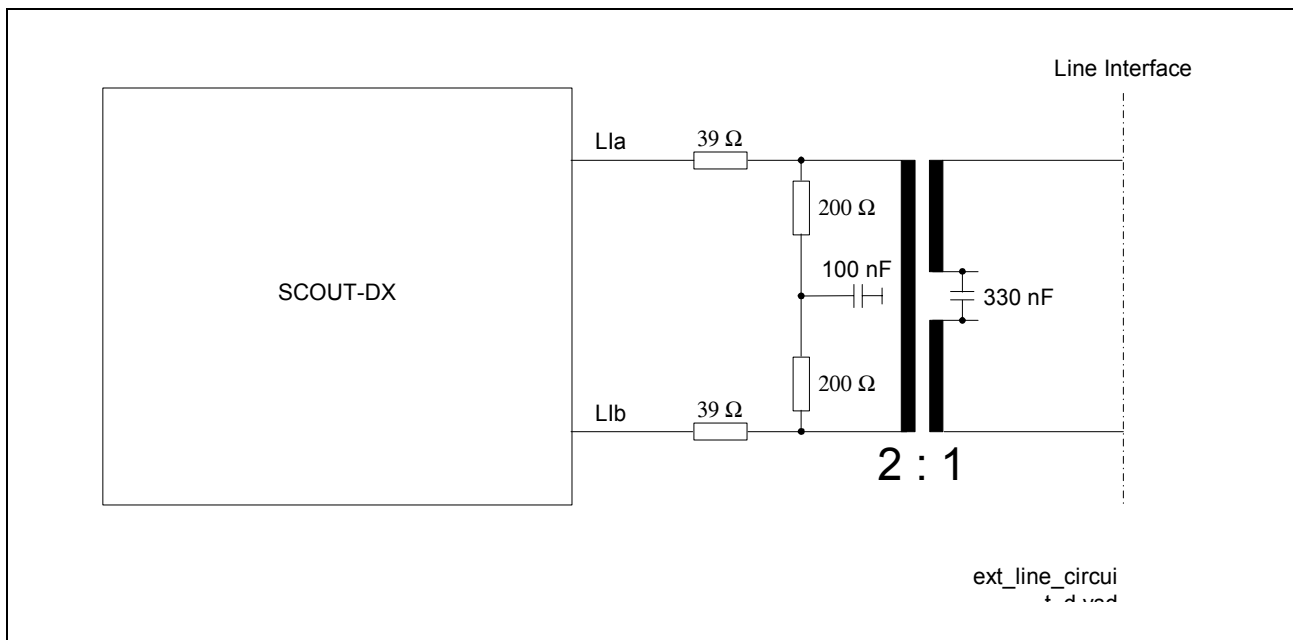 Line Interface
39 Ω
LIa
200 Ω
100 nF
SCOUT-DX
330 nF
200 Ω
39 Ω
LIb
2 : 1
ext_line_circui